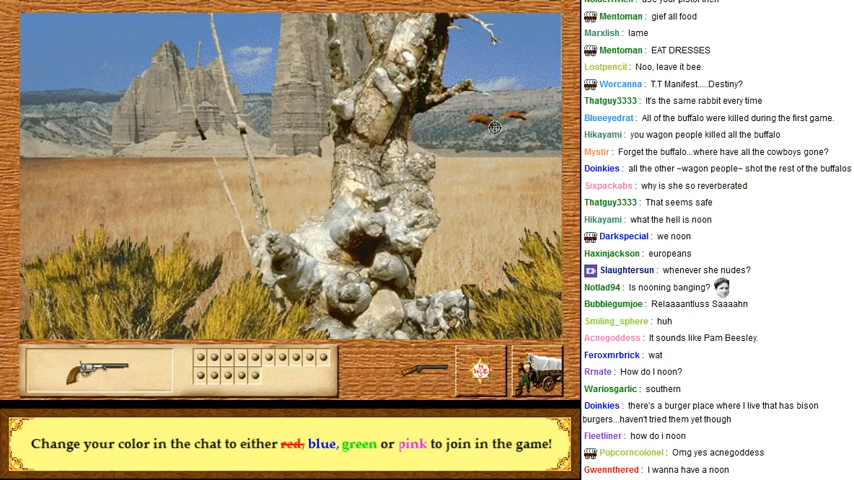 Mentoman : gief all food
Marxlish : lame
Mentoman : EAT DRESSES
Lostpencil : Noo, leave it bee.
Worcanna : T.T Manifest.....Destiny?
Thatguy3333 : It's the same rabbit every time
Blueeyedrat : All of the buffalo were killed during the first game.
Hikayami : you wagon people killed all the buffalo
Mystir : Forget the buffalo...where have all the cowboys gone?
Doinkies : all the other ~wagon people~ shot the rest of the buffalos
Sixpackabs : why is she so reverberated
Thatguy3333 : That seems safe
Hikayami : what the hell is noon
Darkspecial : we noon
Haxinjackson : europeans
Slaughtersun : whenever she nudes?
Notlad94 : Is nooning banging?
Bubblegumjoe : Relaaaantluss Saaaahn
Smiling_sphere : huh
Acnegoddess : It sounds like Pam Beesley.
Feroxmrbrick : wat
Rrnate : How do I noon?
Wariosgarlic : southern
Doinkies : there's a burger place where I live that has bison
burgers...haven't tried them yet though
Fleetliner : how do i noon
Popcorncolonel : Omg yes acnegoddess
Gwennthered : I wanna have a noon
Change your color in the chat to either red, blue, green or pink to join in the game!